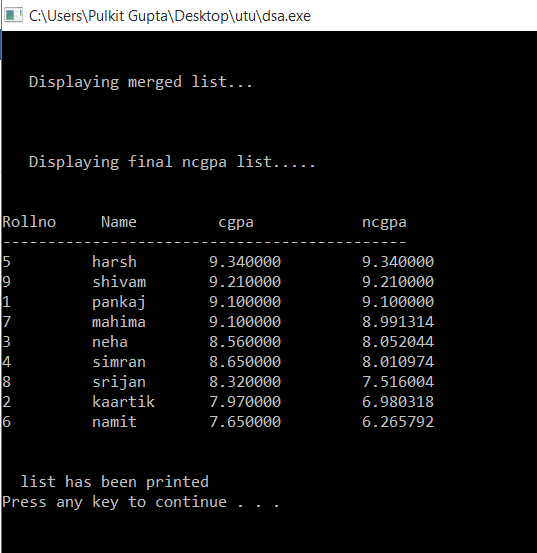 C:\Users\Pulkit Gupta\Desktop\utu\dsa.exe
Displaying merged list...
Displaying final ncgpa list.....
Rollno Name cgpa ncgpa
---------------------------------------------
5 harsh 9.340000 9.340000
9 shivam 9.210000 9.210000
1 pankaj 9.100000 9.100000
7 mahima 9.100000 8.991314
3 neha 8.560000 8.052044
4 simran 8.650000 8.010974
8 srijan 8.320000 7.516004
2 kaartik 7.970000 6.980318
6 namit 7.650000 6.265792
list has been printed
Press any key to continue . . .